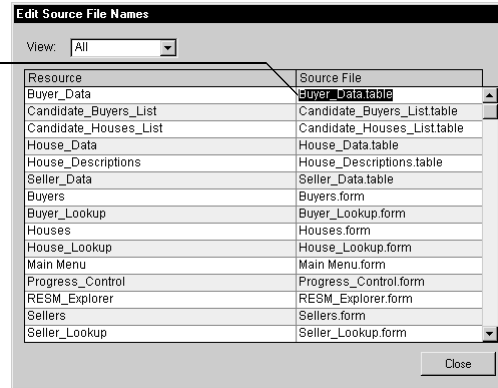 Edit Source File Names
View: All
Resource Source File
Buyer_Data Buyer_Data.table
Candidate_Buyers_List Candidate_Buyers_List.table
Candidate_Houses_List Candidate_Houses_List.table
House_Data House_Data.table
House_Descriptions House_Descriptions.table
Seller_Data Seller_Data.table
Buyers Buyers.form
Buyer_Lookup Buyer_Lookup.form
Houses Houses.form
House_Lookup House_Lookup.form
Main Menu Main Menu.form
Progress_Control Progress_Control.form
RESM_Explorer RESM_Explorer.form
Sellers Sellers.form
Seller_Lookup Seller_Lookup.form
Close